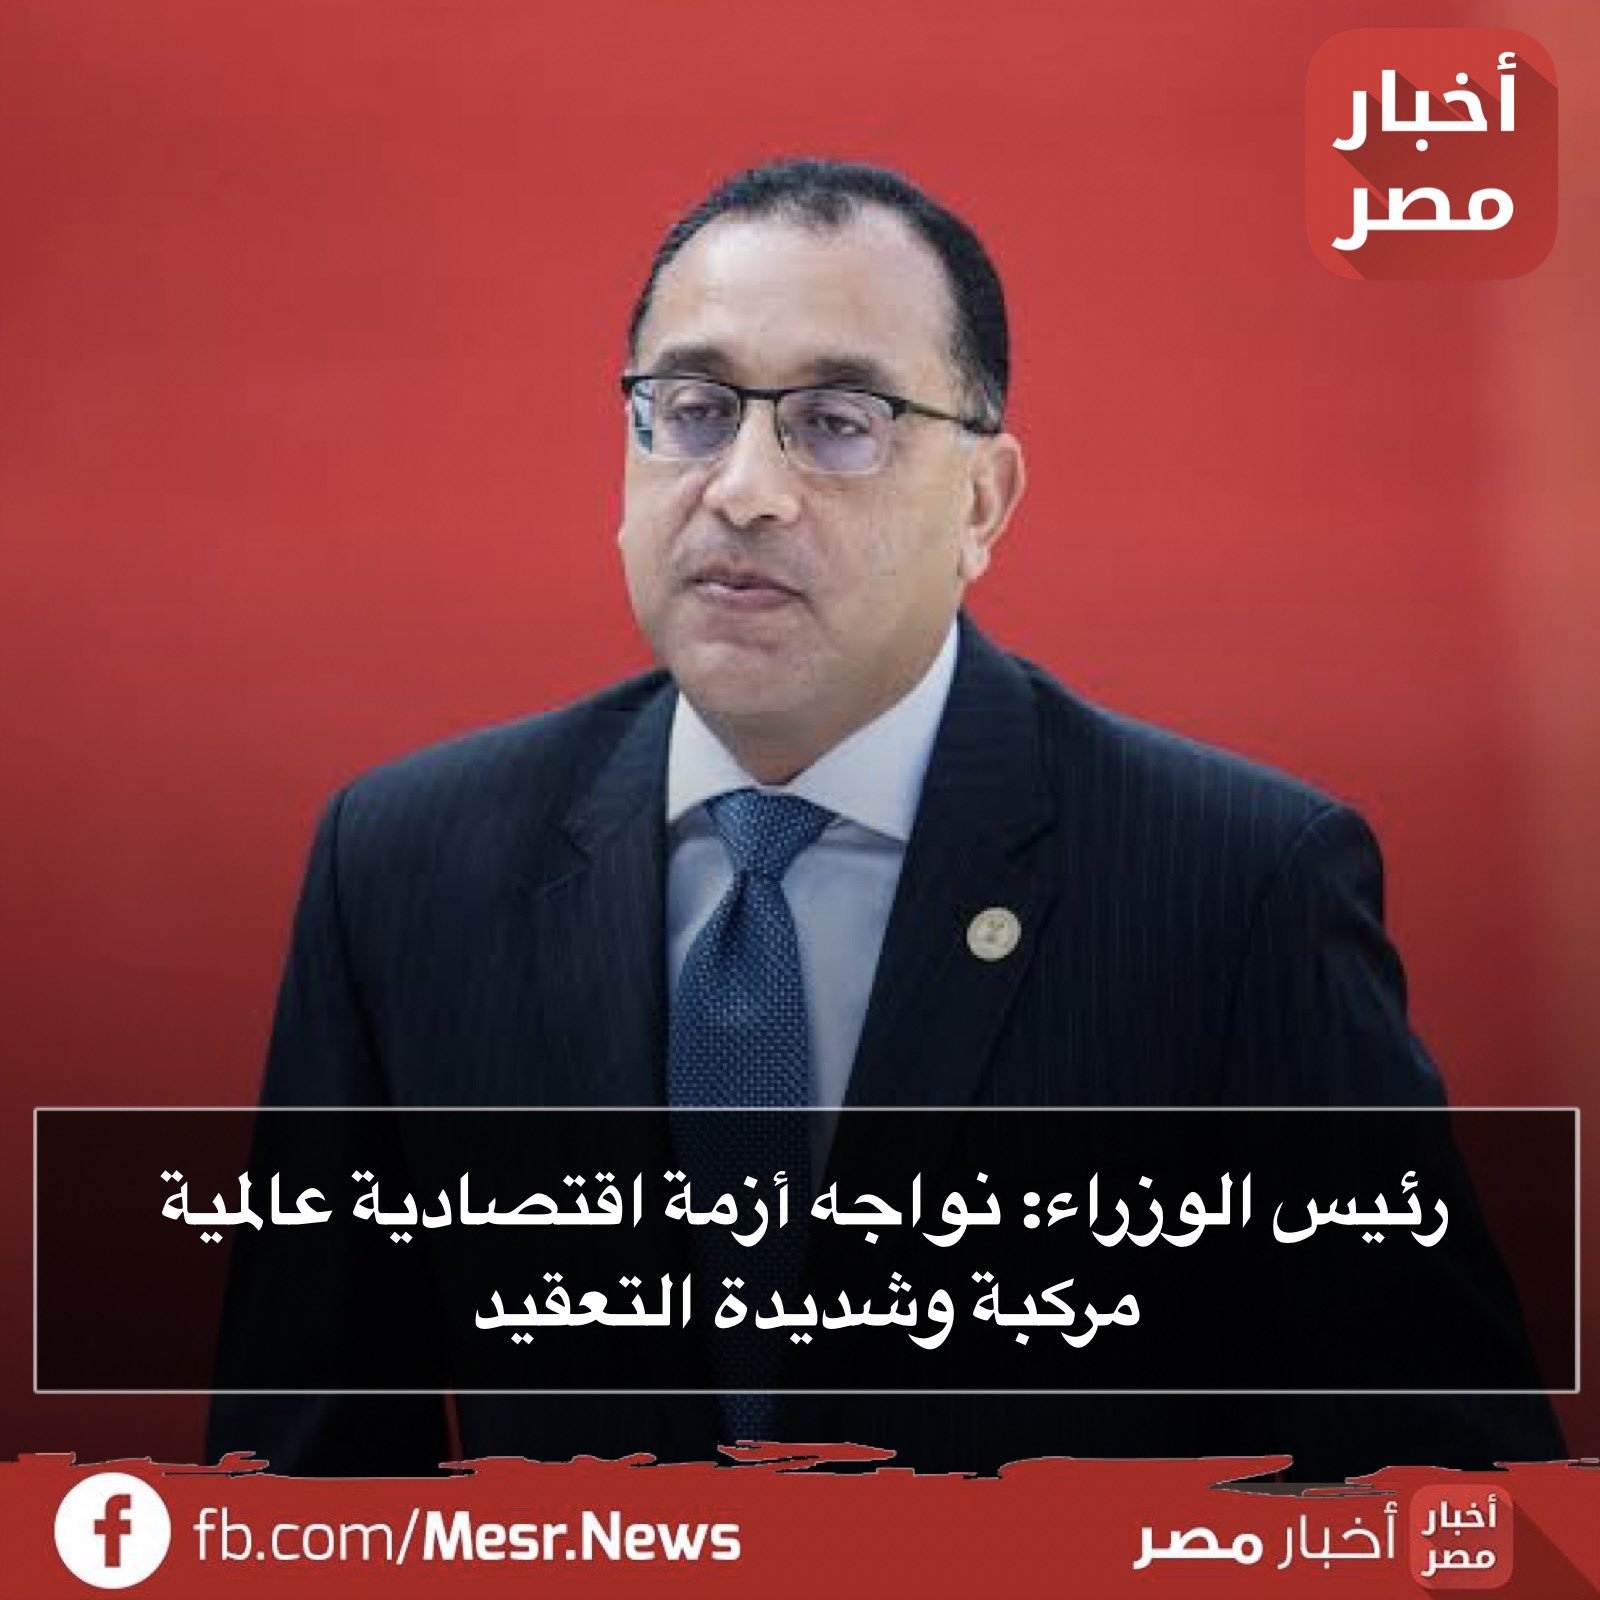 أخبار
مصر
رئيس الوزراء: نواجه أزمة اقتصادية عالمية
مركبة وشديدة التعقيد
fb.com/Mesr.News
أخبار مصر
أخبار
مصر